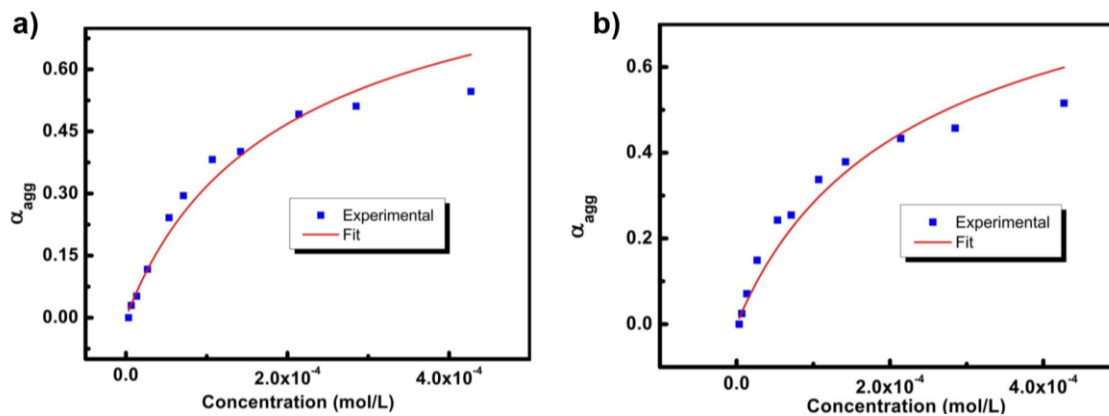 a)
α_agg
0.60
0.45
0.30
0.15
0.00
Experimental
Fit
0.0
2.0x10⁻⁴
4.0x10⁻⁴
Concentration (mol/L)
b)
α_agg
0.6
0.4
0.2
0.0
Experimental
Fit
0.0
2.0x10⁻⁴
4.0x10⁻⁴
Concentration (mol/L)